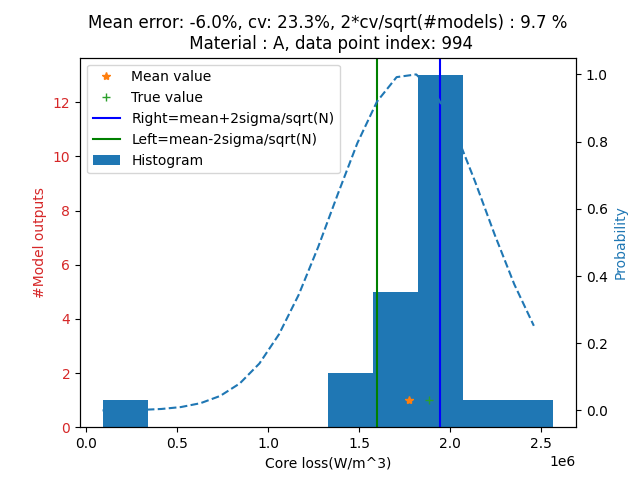 Mean error: -6.0%, cv: 23.3%, 2*cv/sqrt(#models) : 9.7 %
Material : A, data point index: 994
Mean value
True value
Right=mean+2sigma/sqrt(N)
Left=mean-2sigma/sqrt(N)
Histogram
#Model outputs
0
2
4
6
8
10
12
Probability
0.0
0.2
0.4
0.6
0.8
1.0
0.0 0.5 1.0 1.5 2.0 2.5
1e6
Core loss(W/m^3)